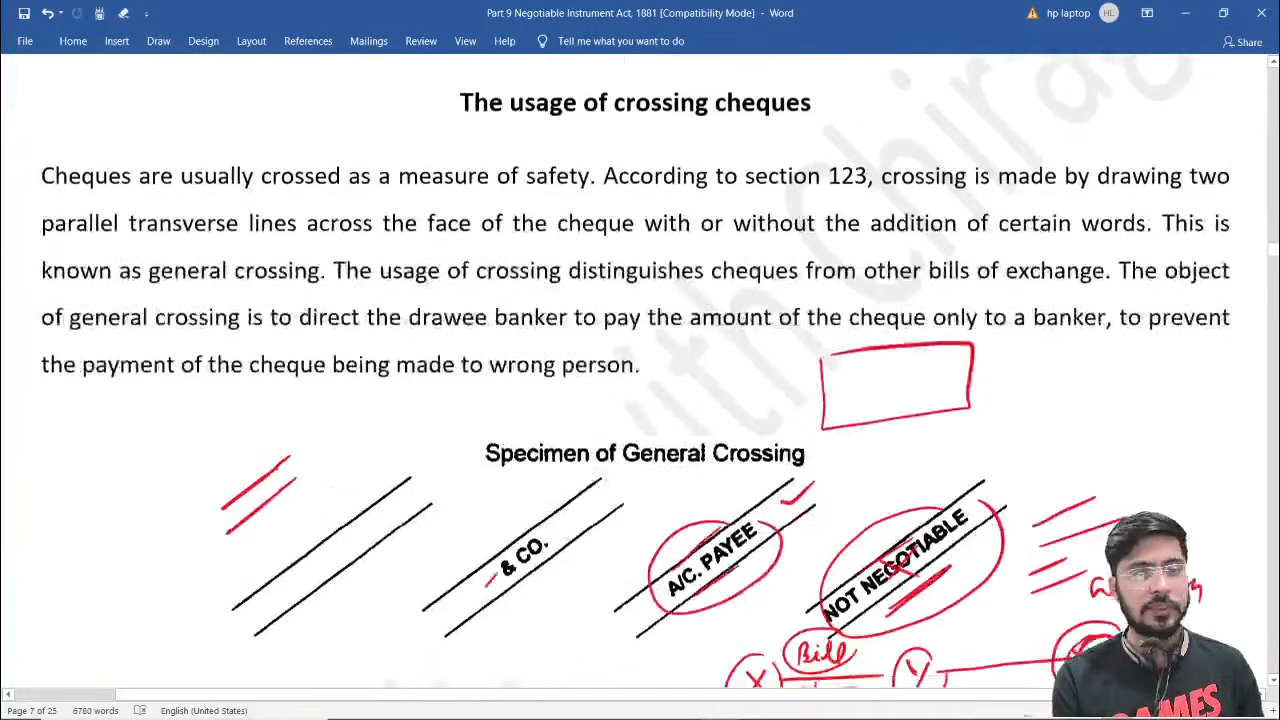 Part 9 Negotiable Instrument Act, 1881 [Compatibility Mode] - Word
hp laptop HL
File Home Insert Draw Design Layout References Mailings Review View Help Tell me what you want to do Share
with Chirag
The usage of crossing cheques
Cheques are usually crossed as a measure of safety. According to section 123, crossing is made by drawing two
parallel transverse lines across the face of the cheque with or without the addition of certain words. This is
known as general crossing. The usage of crossing distinguishes cheques from other bills of exchange. The object
of general crossing is to direct the drawee banker to pay the amount of the cheque only to a banker, to prevent
the payment of the cheque being made to wrong person.
Specimen of General Crossing
& CO.
A/C. PAYEE
NOT NEGOTIABLE
Bill
X
Y
GAMES
Page 7 of 25 6780 words English (United States)